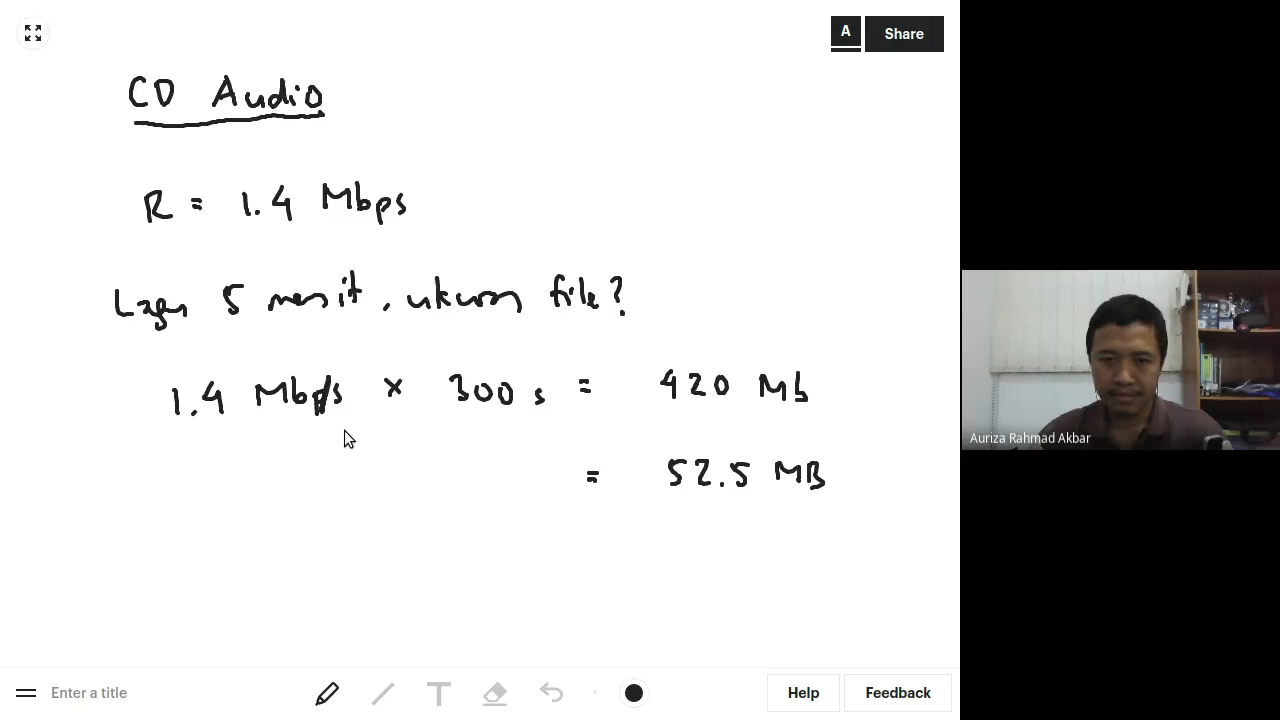 A
Share
CD Audio
R = 1.4 Mbps
Lagu 5 menit, ukuran file?
1.4 Mb/s × 300 s = 420 Mb
= 52.5 MB
Auriza Rahmad Akbar
Enter a title
T
Help
Feedback